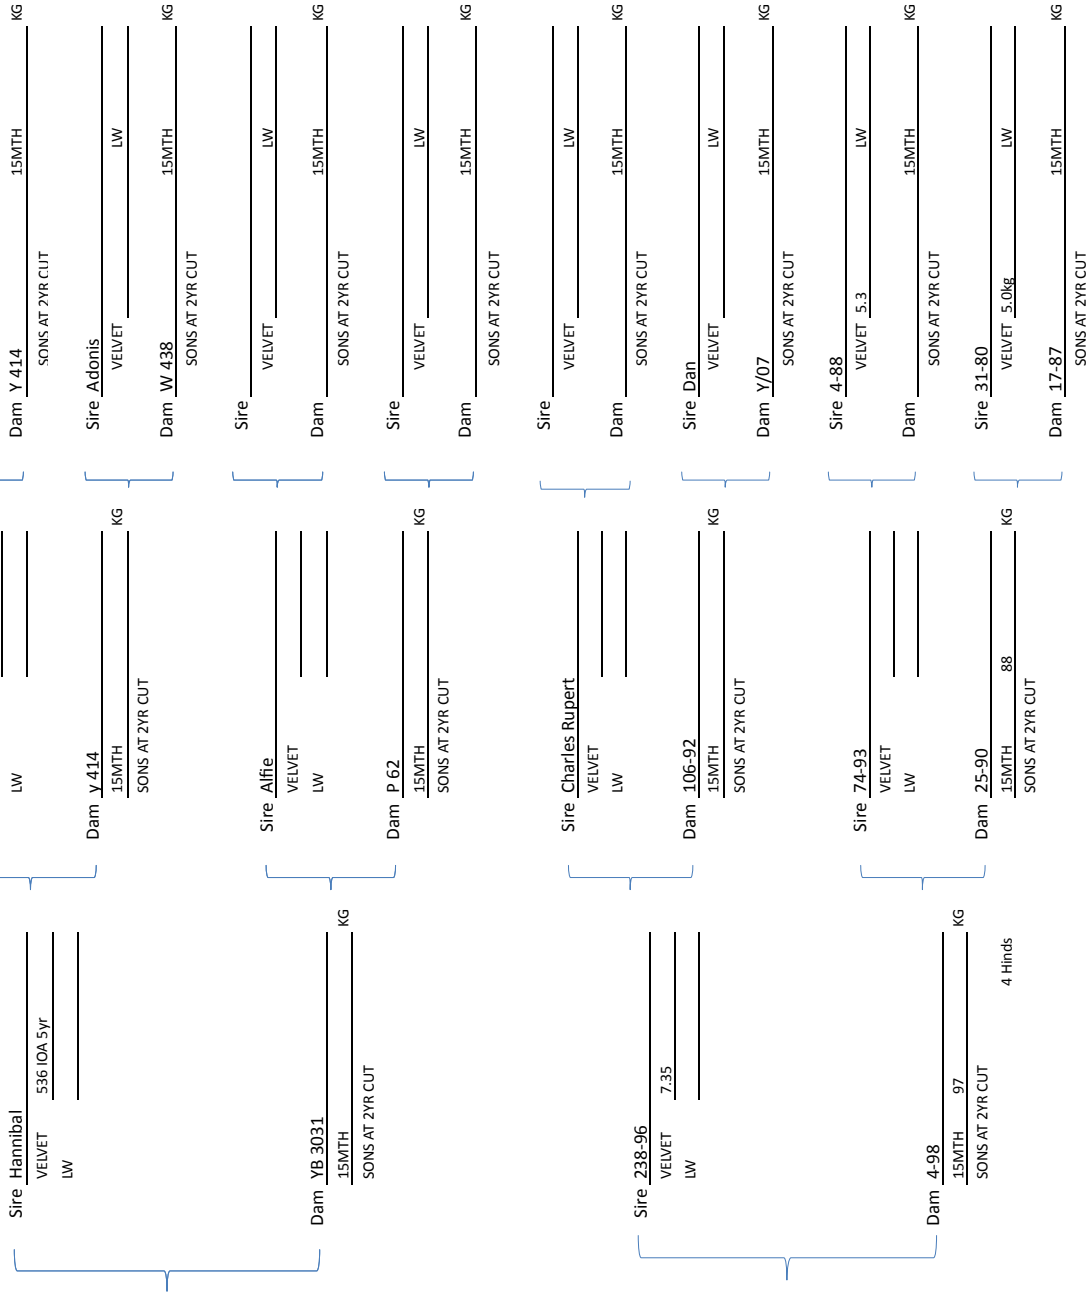 Sire Hannibal
VELVET 536 IOA 5yr
LW
Dam YB 3031
15MTH KG
SONS AT 2YR CUT
Sire 238-96
VELVET 7.35
LW
Dam 4-98
15MTH 97 KG
SONS AT 2YR CUT
4 Hinds
LW
Dam y 414
15MTH KG
SONS AT 2YR CUT
Sire Alfie
VELVET
LW
Dam P 62
15MTH KG
SONS AT 2YR CUT
Sire Charles Rupert
VELVET
LW
Dam 106-92
15MTH KG
SONS AT 2YR CUT
Sire 74-93
VELVET
LW
Dam 25-90
15MTH 88 KG
SONS AT 2YR CUT
Dam Y 414 15MTH KG
SONS AT 2YR CUT
Sire Adonis
VELVET LW
Dam W 438 15MTH KG
SONS AT 2YR CUT
Sire
VELVET LW
Dam 15MTH KG
SONS AT 2YR CUT
Sire
VELVET LW
Dam 15MTH KG
SONS AT 2YR CUT
Sire
VELVET LW
Dam 15MTH KG
SONS AT 2YR CUT
Sire Dan
VELVET LW
Dam Y/07 15MTH KG
SONS AT 2YR CUT
Sire 4-88
VELVET 5.3 LW
Dam 15MTH KG
SONS AT 2YR CUT
Sire 31-80
VELVET 5.0kg LW
Dam 17-87 15MTH KG
SONS AT 2YR CUT